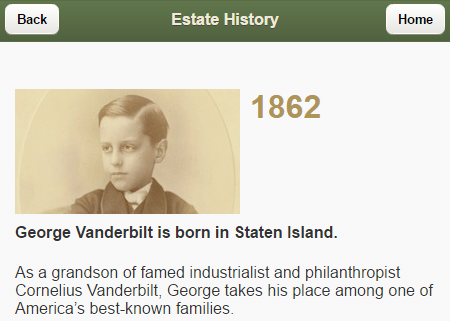 Back
Estate History
Home
1862
George Vanderbilt is born in Staten Island.
As a grandson of famed industrialist and philanthropist
Cornelius Vanderbilt, George takes his place among one of
America’s best-known families.